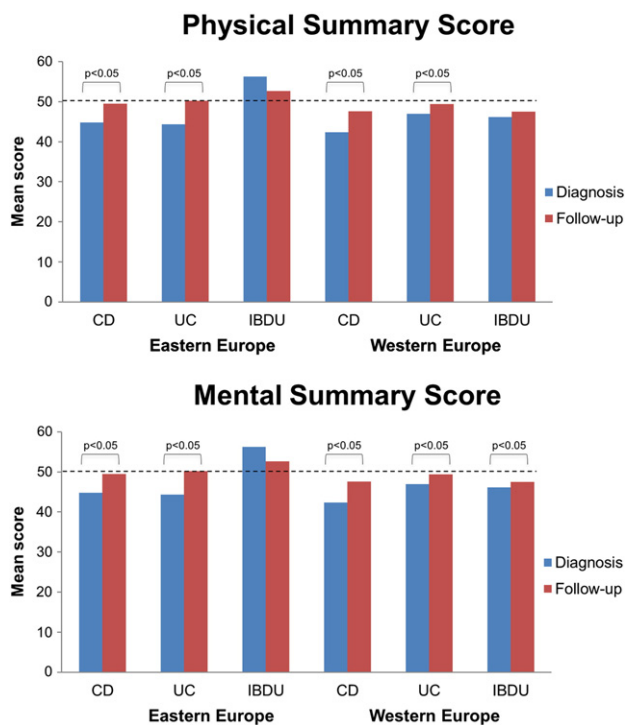 Physical Summary Score
60
50
40
30
20
10
0
Mean score
p<0.05
p<0.05
p<0.05
p<0.05
Diagnosis
Follow-up
CD UC IBDU CD UC IBDU
Eastern Europe Western Europe
Mental Summary Score
60
50
40
30
20
10
0
Mean score
p<0.05
p<0.05
p<0.05
p<0.05
p<0.05
Diagnosis
Follow-up
CD UC IBDU CD UC IBDU
Eastern Europe Western Europe